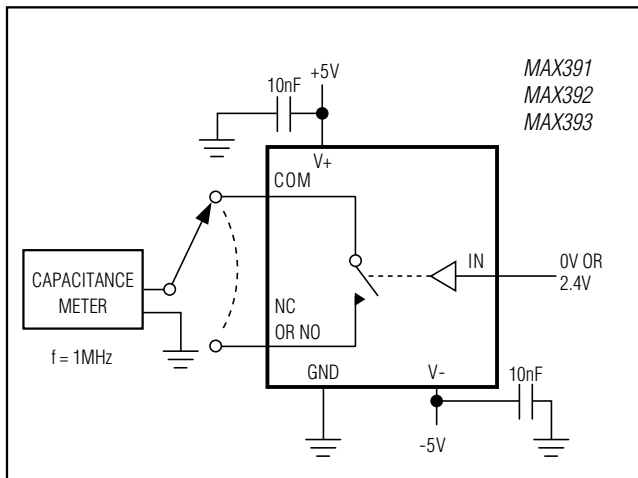 10nF
+5V
MAX391
MAX392
MAX393
V+
COM
CAPACITANCE
METER
f = 1MHz
NC
OR NO
IN
0V OR
2.4V
GND
V-
10nF
-5V